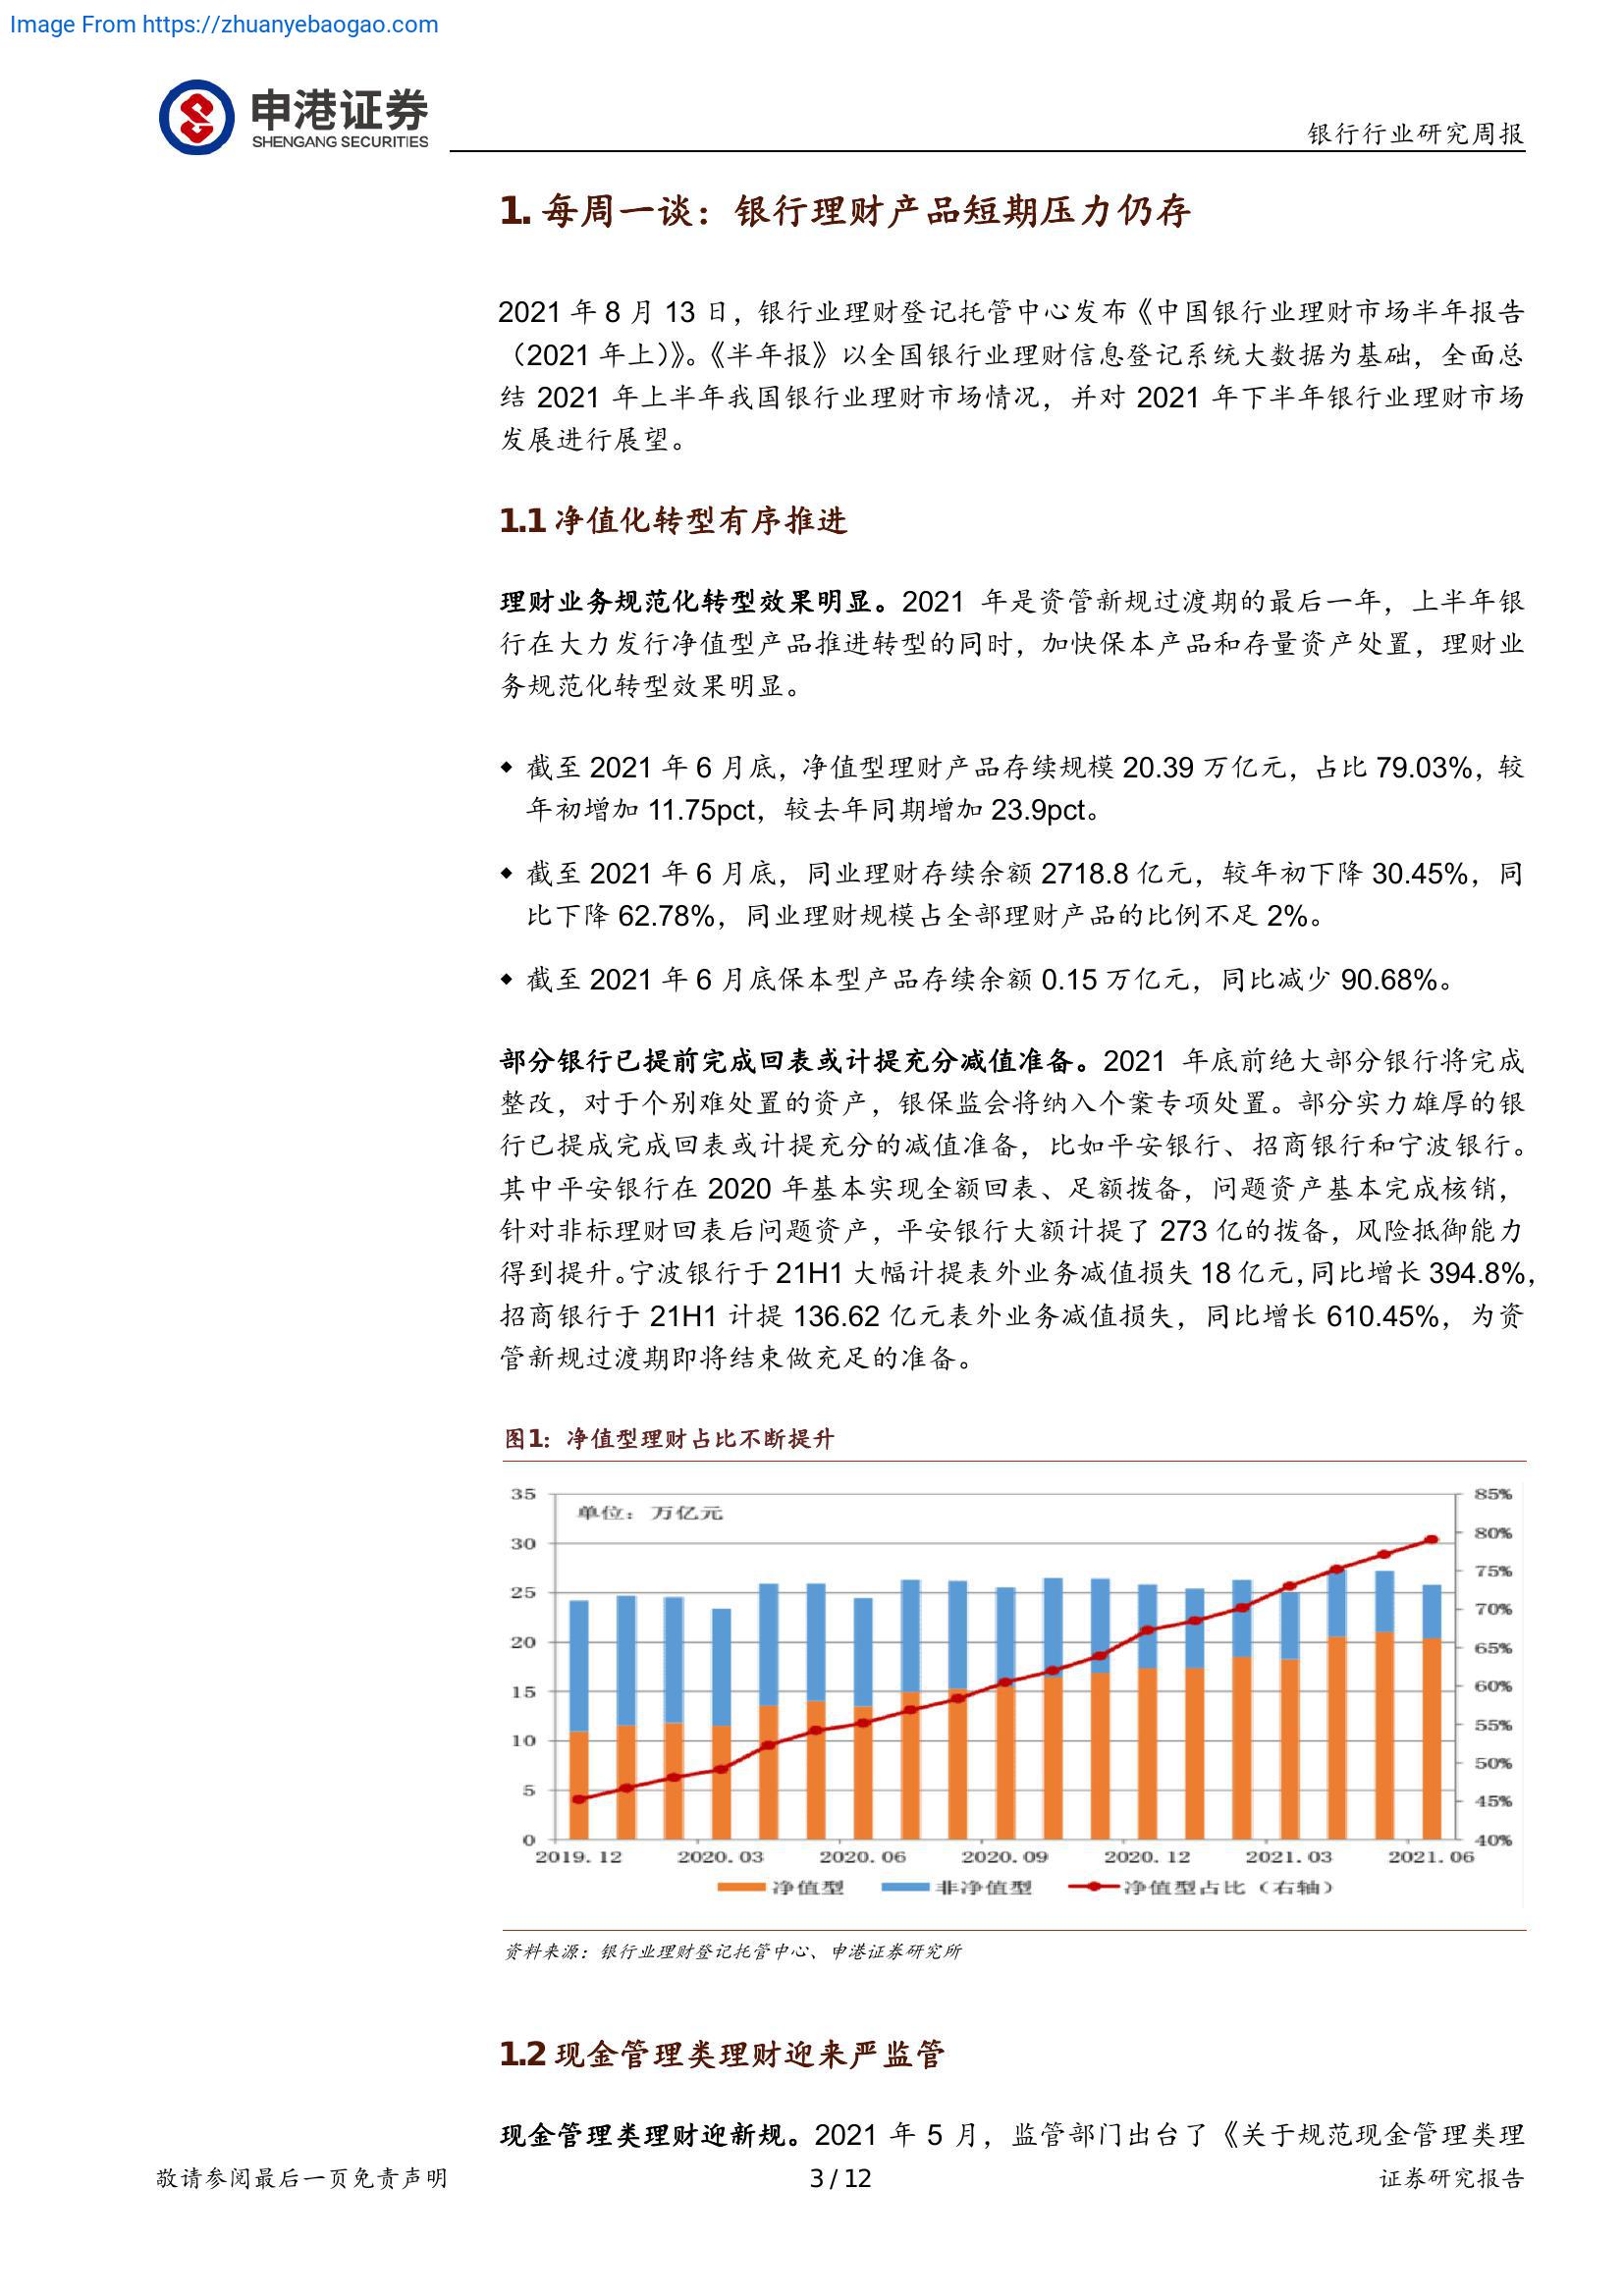 Image From https://zhuanyebaogao.com
申港证券
SHENGANG SECURITIES
银行行业研究周报
1. 每周一谈：银行理财产品短期压力仍存
2021 年 8 月 13 日，银行业理财登记托管中心发布《中国银行业理财市场半年报告
（2021 年上）》。《半年报》以全国银行业理财信息登记系统大数据为基础，全面总
结 2021 年上半年我国银行业理财市场情况，并对 2021 年下半年银行业理财市场
发展进行展望。
1.1 净值化转型有序推进
理财业务规范化转型效果明显。2021 年是资管新规过渡期的最后一年，上半年银
行在大力发行净值型产品推进转型的同时，加快保本产品和存量资产处置，理财业
务规范化转型效果明显。
◆ 截至 2021 年 6 月底，净值型理财产品存续规模 20.39 万亿元，占比 79.03%，较
年初增加 11.75pct，较去年同期增加 23.9pct。
◆ 截至 2021 年 6 月底，同业理财存续余额 2718.8 亿元，较年初下降 30.45%，同
比下降 62.78%，同业理财规模占全部理财产品的比例不足 2%。
◆ 截至 2021 年 6 月底保本型产品存续余额 0.15 万亿元，同比减少 90.68%。
部分银行已提前完成回表或计提充分减值准备。2021 年底前绝大部分银行将完成
整改，对于个别难处置的资产，银保监会将纳入个案专项处置。部分实力雄厚的银
行已提成完成回表或计提充分的减值准备，比如平安银行、招商银行和宁波银行。
其中平安银行在 2020 年基本实现全额回表、足额拨备，问题资产基本完成核销，
针对非标理财回表后问题资产，平安银行大额计提了 273 亿的拨备，风险抵御能力
得到提升。宁波银行于 21H1 大幅计提表外业务减值损失 18 亿元，同比增长 394.8%，
招商银行于 21H1 计提 136.62 亿元表外业务减值损失，同比增长 610.45%，为资
管新规过渡期即将结束做充足的准备。
图1：净值型理财占比不断提升
单位：万亿元
35
30
25
20
15
10
5
0
85%
80%
75%
70%
65%
60%
55%
50%
45%
40%
2019.12 2020.03 2020.06 2020.09 2020.12 2021.03 2021.06
净值型 非净值型 净值型占比（右轴）
资料来源：银行业理财登记托管中心、申港证券研究所
1.2 现金管理类理财迎来严监管
现金管理类理财迎新规。2021 年 5 月，监管部门出台了《关于规范现金管理类理
敬请参阅最后一页免责声明
3 / 12
证券研究报告